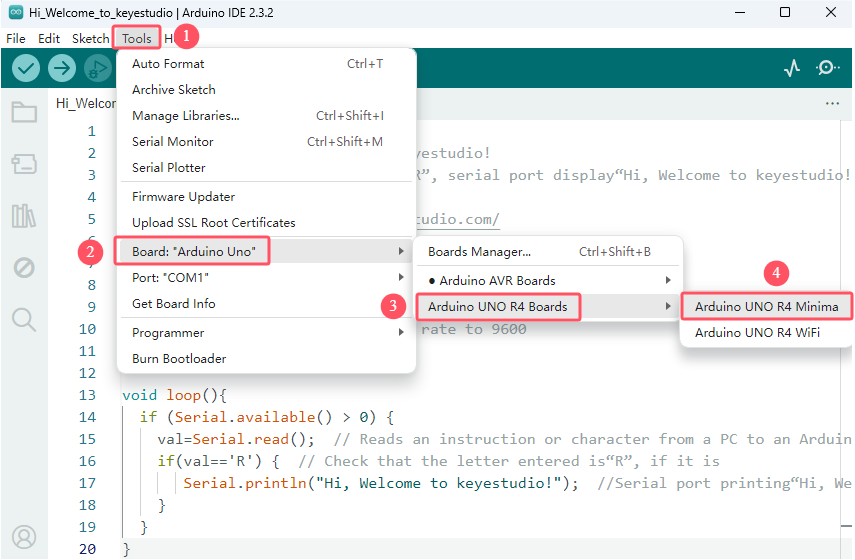 Hi_Welcome_to_keyestudio | Arduino IDE 2.3.2
File Edit Sketch Tools H 1
Hi_Welcor
Auto Format Ctrl+T
Archive Sketch
Manage Libraries... Ctrl+Shift+I
Serial Monitor Ctrl+Shift+M
Serial Plotter
Firmware Updater
Upload SSL Root Certificates
2 Board: "Arduino Uno"
Port: "COM1"
Get Board Info
Programmer
Burn Bootloader
Boards Manager... Ctrl+Shift+B
● Arduino AVR Boards
3 Arduino UNO R4 Boards
4
Arduino UNO R4 Minima
Arduino UNO R4 WiFi
1
2 yestudio!
3 R”, serial port display“Hi, Welcome to keyestudio!
4
5 tudio.com/
6
7
8
9
10 rate to 9600
11
12
13 void loop(){
14 if (Serial.available() > 0) {
15 val=Serial.read(); // Reads an instruction or character from a PC to an Arduin
16 if(val=='R') { // Check that the letter entered is“R”, if it is
17 Serial.println("Hi, Welcome to keyestudio!"); //Serial port printing“Hi, We
18 }
19 }
20 }